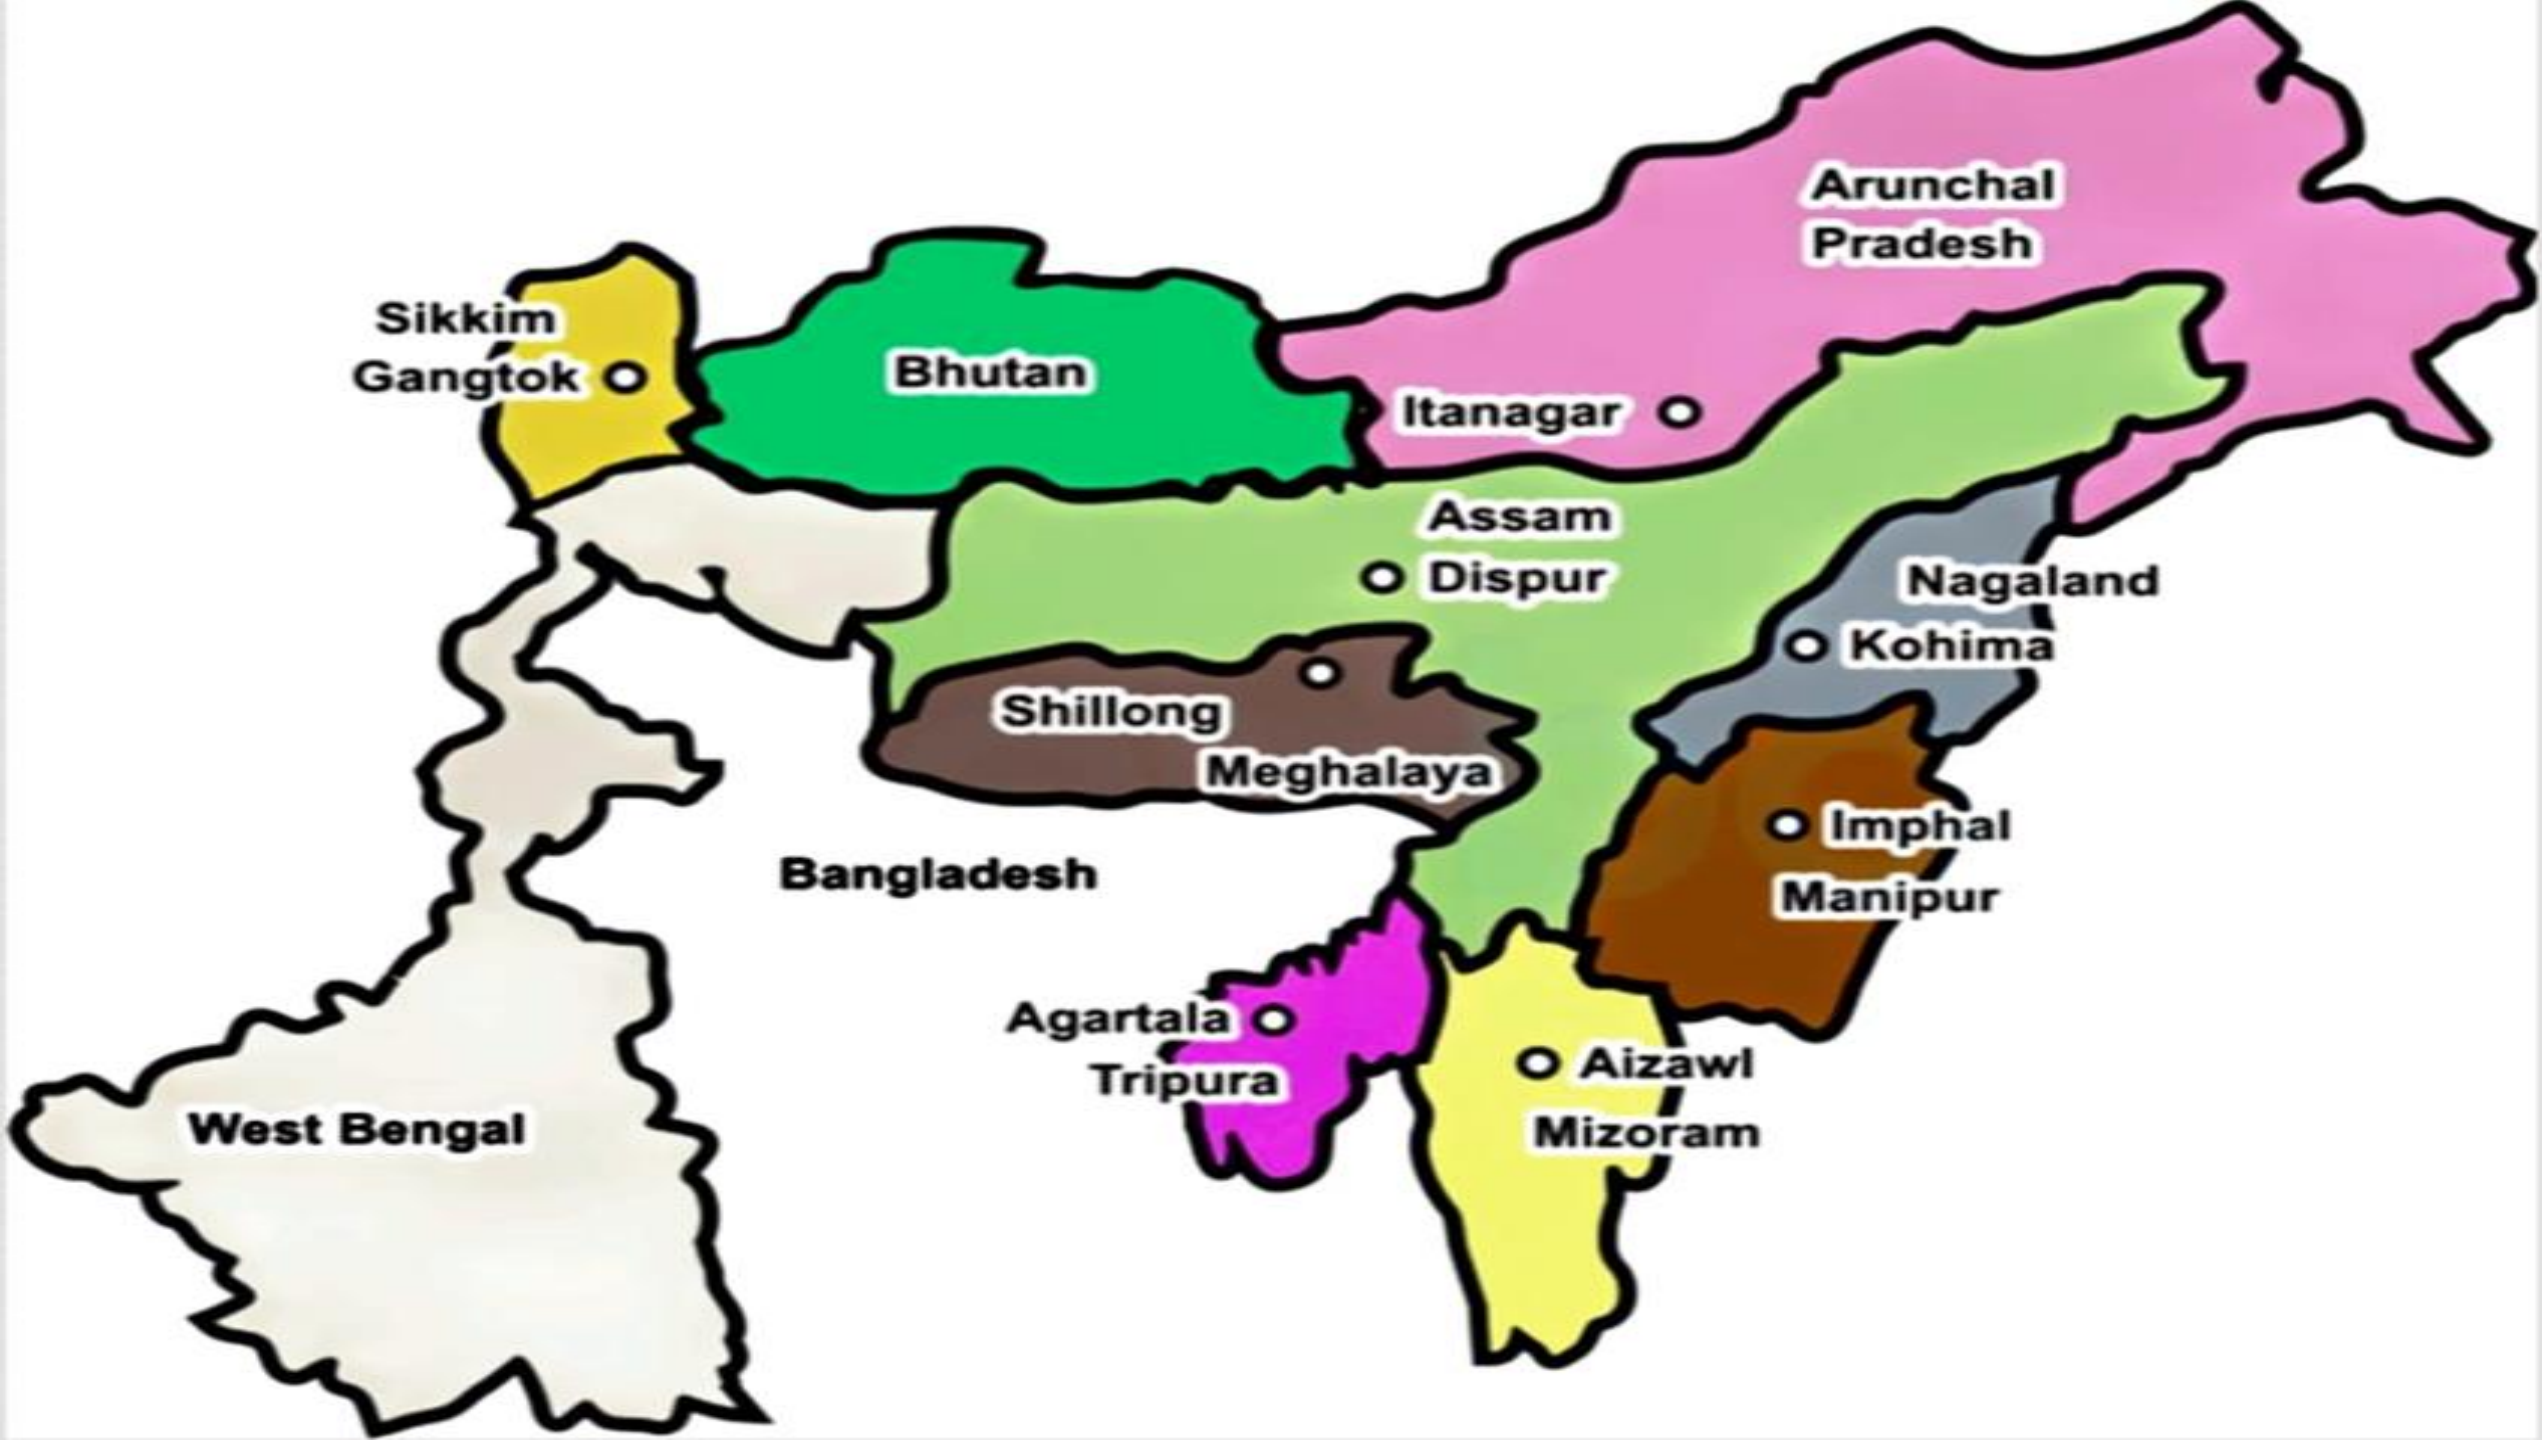 Arunchal
Pradesh
Sikkim
Gangtok
Bhutan
Itanagar
Assam
Dispur
Nagaland
Kohima
Shillong
Meghalaya
Imphal
Manipur
Bangladesh
Agartala
Tripura
Aizawl
Mizoram
West Bengal